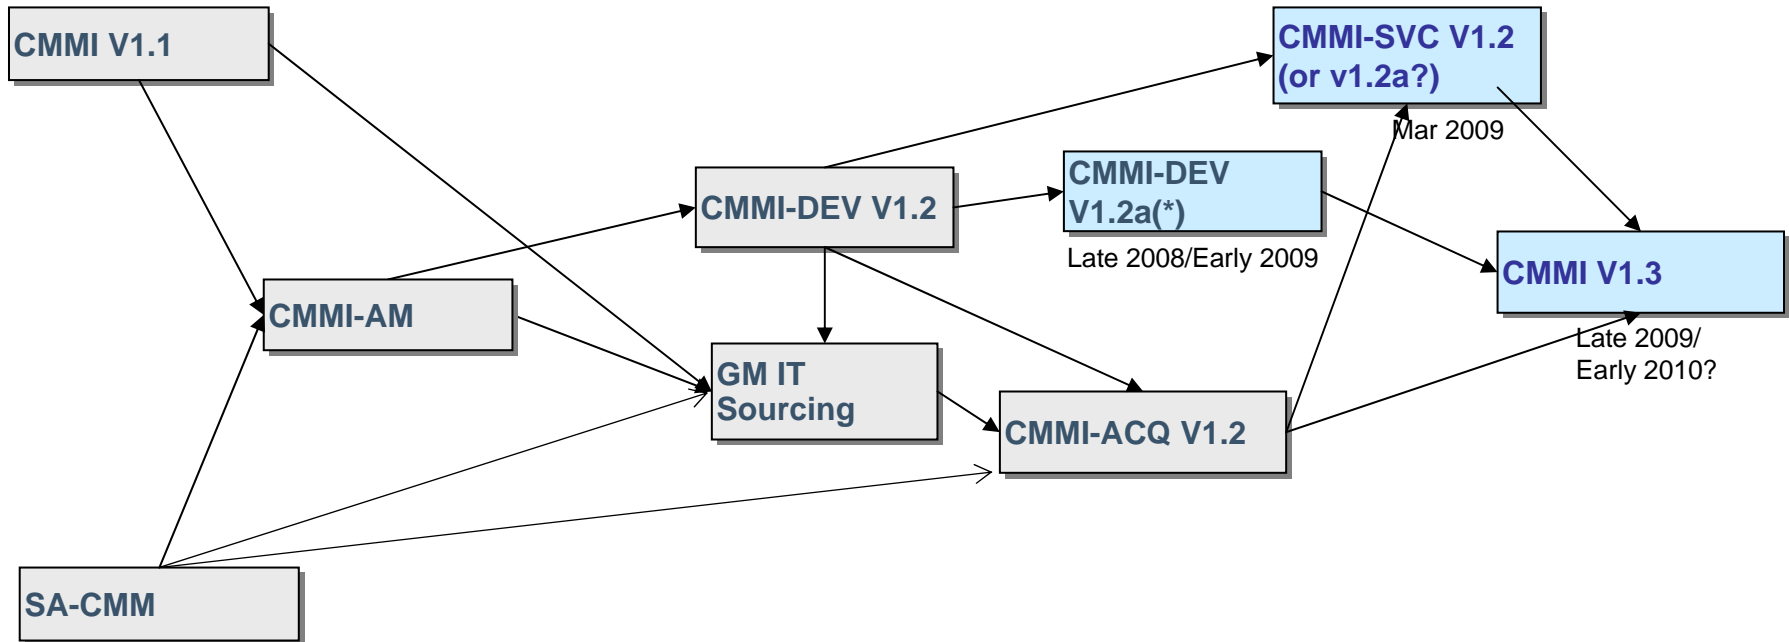 CMMI V1.1
CMMI-SVC V1.2
(or v1.2a?)
Mar 2009
CMMI-DEV V1.2
CMMI-DEV
V1.2a(*)
Late 2008/Early 2009
CMMI V1.3
Late 2009/
Early 2010?
CMMI-AM
GM IT
Sourcing
CMMI-ACQ V1.2
SA-CMM